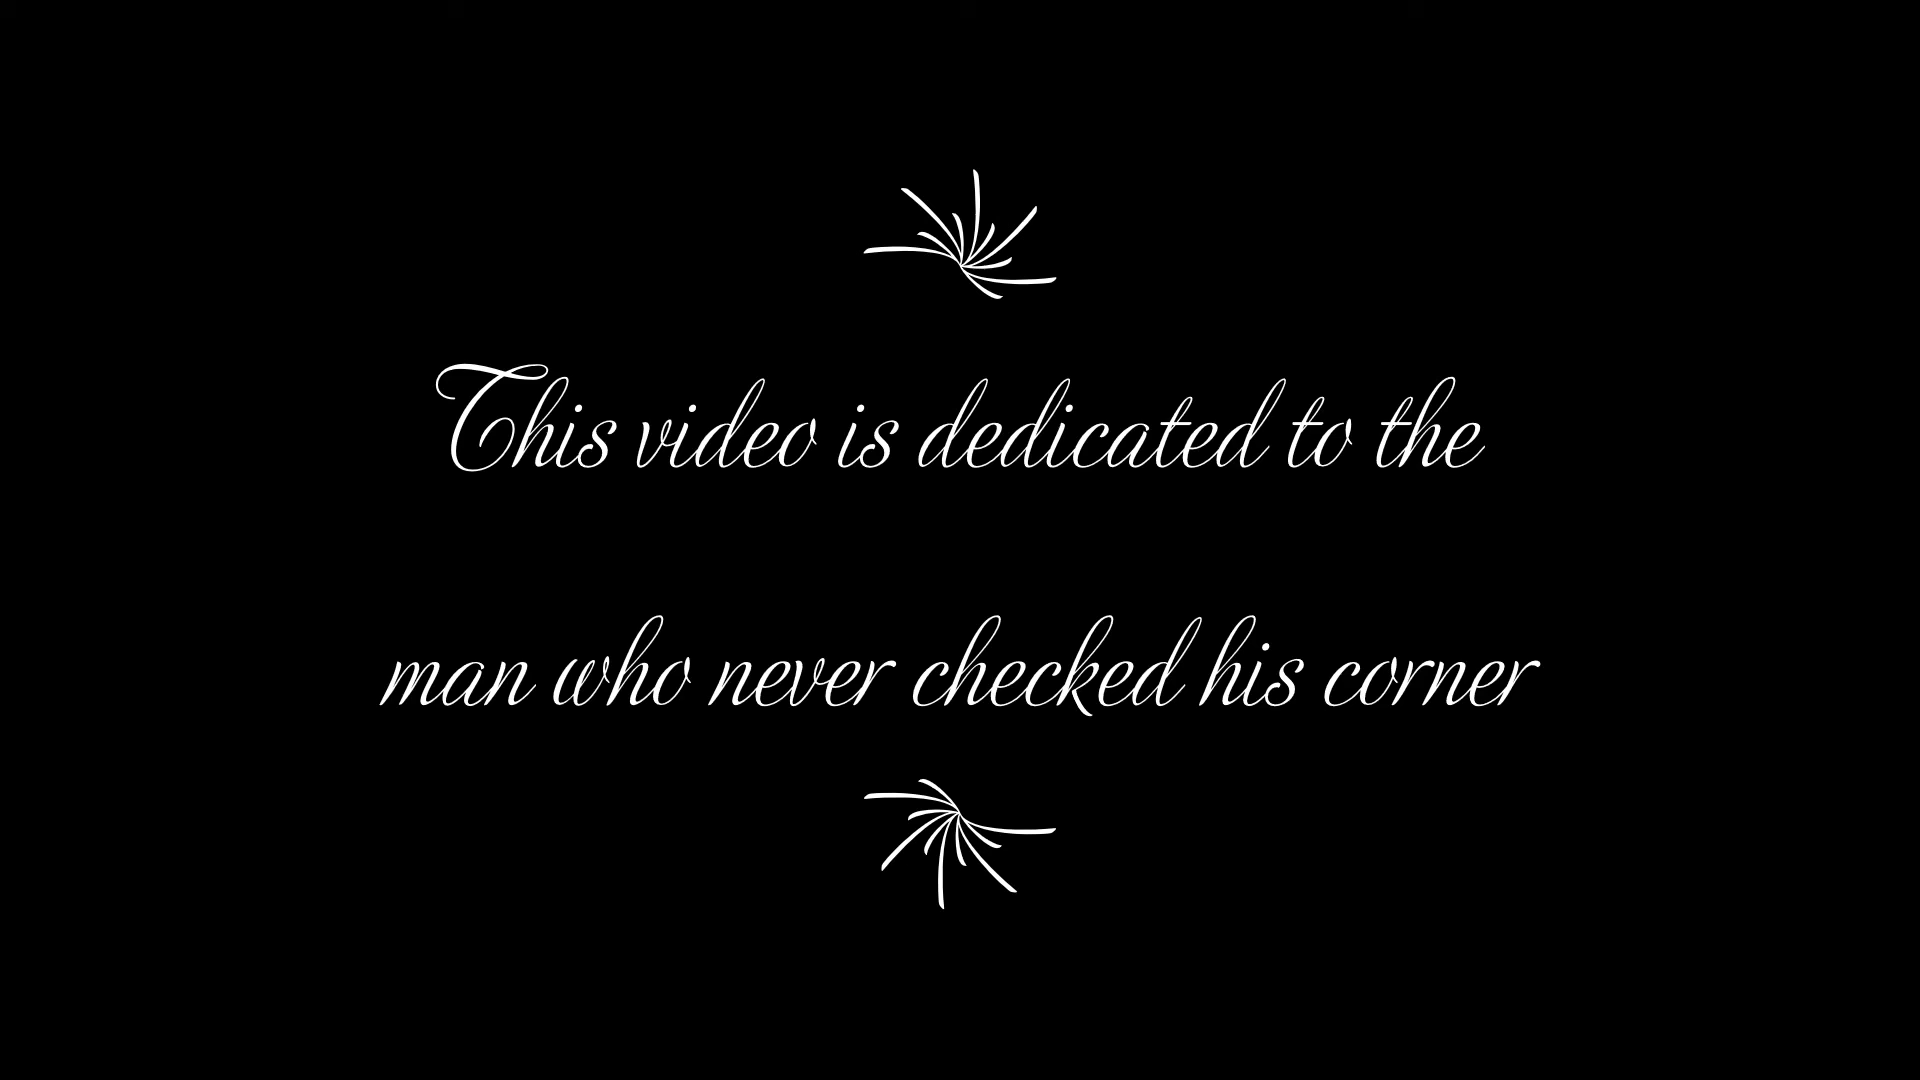 This video is dedicated to the
man who never checked his corner